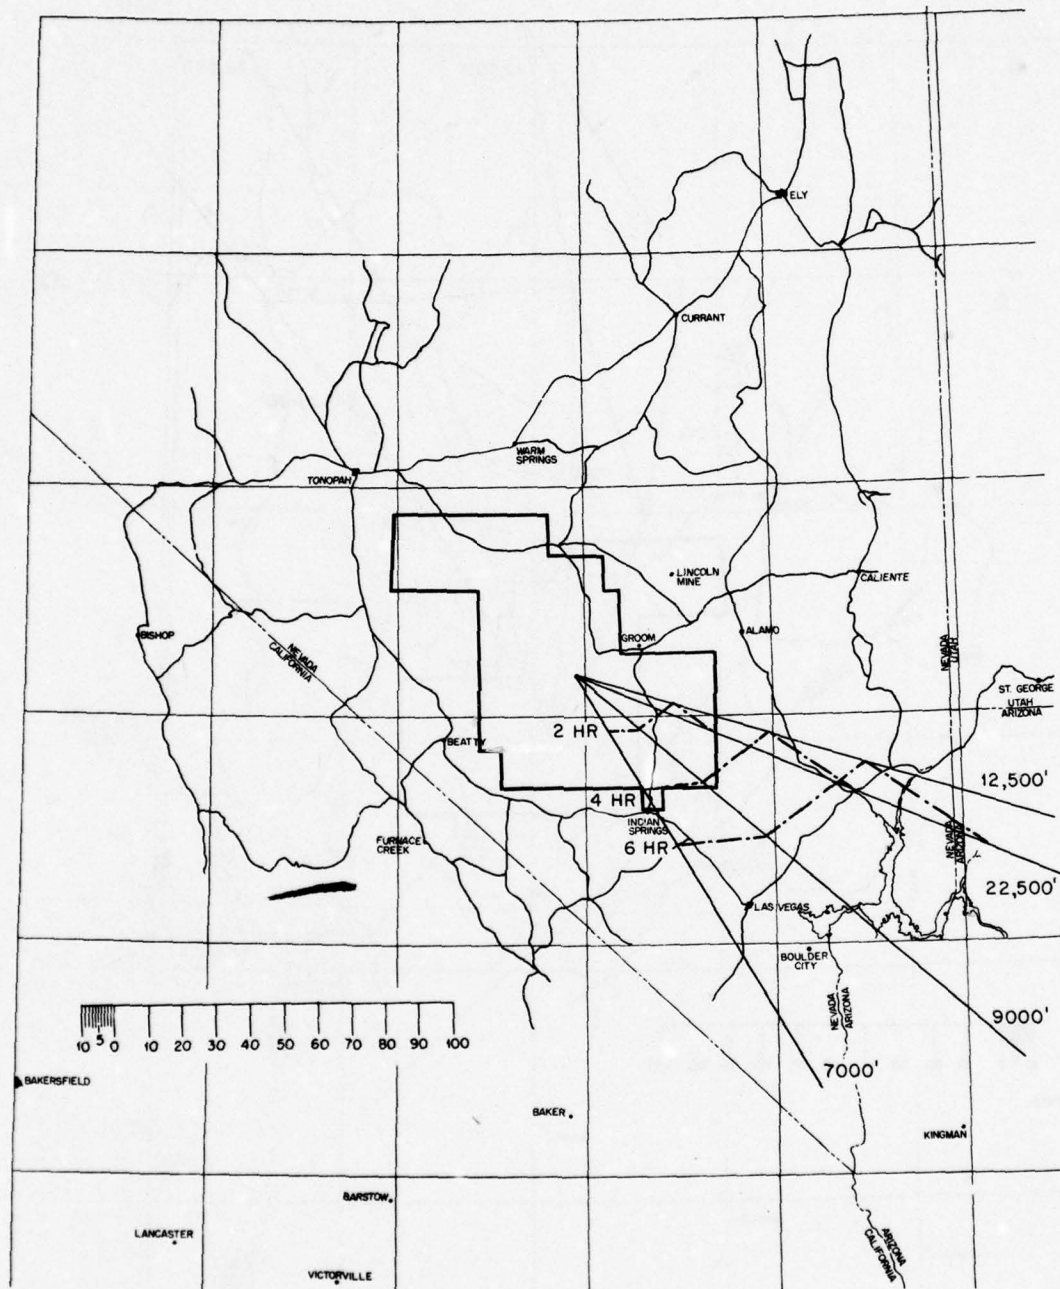 ELY
CURRANT
WARM
SPRINGS
TONOPAH
LINCOLN
MINE
CALIENTE
BISHOP
GROOM
ALAMO
NEVADA
CALIFORNIA
NEVADA
UTAH
ST. GEORGE
UTAH
ARIZONA
2 HR
BEATTY
12,500'
4 HR
INDIAN
SPRINGS
6 HR
FURNACE
CREEK
NEVADA
ARIZONA
22,500'
LAS VEGAS
BOULDER
CITY
NEVADA
ARIZONA
9000'
10 5 0 10 20 30 40 50 60 70 80 90 100
7000'
BAKERSFIELD
BAKER
KINGMAN
BARSTOW
LANCASTER
ARIZONA
CALIFORNIA
VICTORVILLE